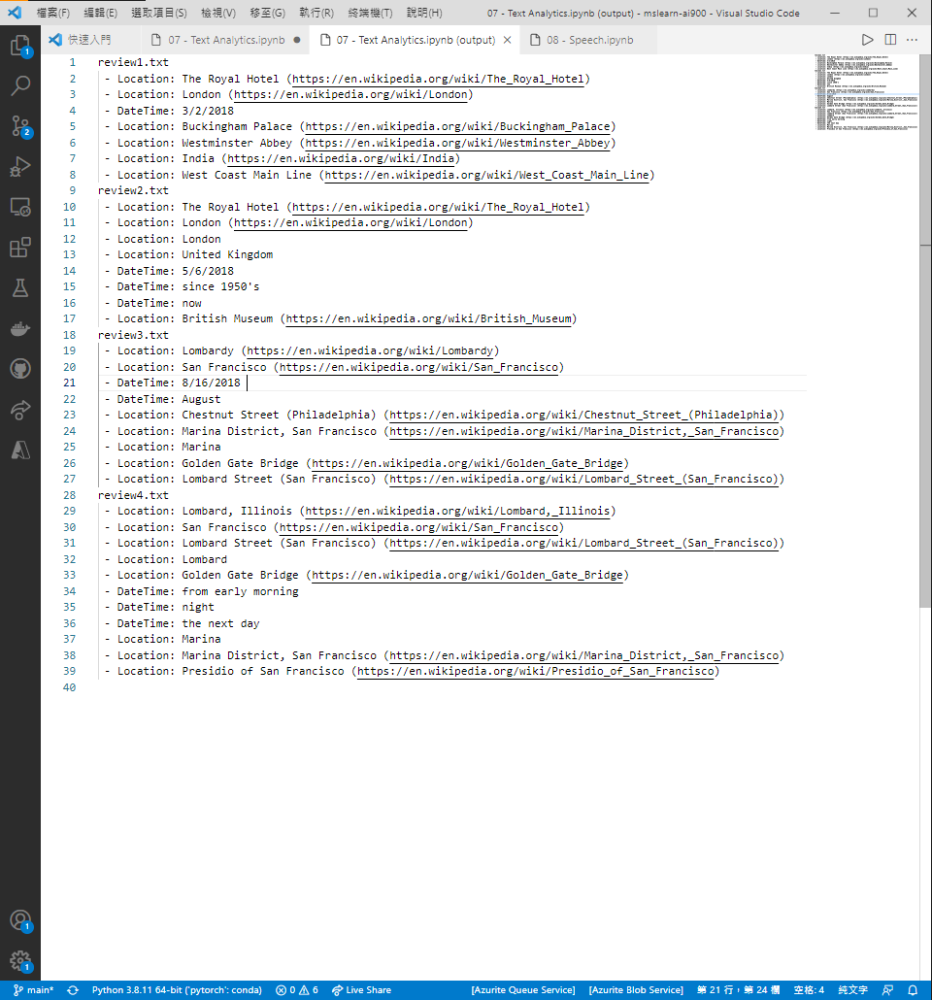 檔案(F) 編輯(E) 選取項目(S) 檢視(V) 移至(G) 執行(R) 終端機(T) 說明(H) 07 - Text Analytics.ipynb (output) - mslearn-ai900 - Visual Studio Code
快速入門 07 - Text Analytics.ipynb 07 - Text Analytics.ipynb (output) 08 - Speech.ipynb
1 review1.txt
2 - Location: The Royal Hotel (https://en.wikipedia.org/wiki/The_Royal_Hotel)
3 - Location: London (https://en.wikipedia.org/wiki/London)
4 - DateTime: 3/2/2018
5 - Location: Buckingham Palace (https://en.wikipedia.org/wiki/Buckingham_Palace)
6 - Location: Westminster Abbey (https://en.wikipedia.org/wiki/Westminster_Abbey)
7 - Location: India (https://en.wikipedia.org/wiki/India)
8 - Location: West Coast Main Line (https://en.wikipedia.org/wiki/West_Coast_Main_Line)
9 review2.txt
10 - Location: The Royal Hotel (https://en.wikipedia.org/wiki/The_Royal_Hotel)
11 - Location: London (https://en.wikipedia.org/wiki/London)
12 - Location: London
13 - Location: United Kingdom
14 - DateTime: 5/6/2018
15 - DateTime: since 1950's
16 - DateTime: now
17 - Location: British Museum (https://en.wikipedia.org/wiki/British_Museum)
18 review3.txt
19 - Location: Lombardy (https://en.wikipedia.org/wiki/Lombardy)
20 - Location: San Francisco (https://en.wikipedia.org/wiki/San_Francisco)
21 - DateTime: 8/16/2018
22 - DateTime: August
23 - Location: Chestnut Street (Philadelphia) (https://en.wikipedia.org/wiki/Chestnut_Street_(Philadelphia))
24 - Location: Marina District, San Francisco (https://en.wikipedia.org/wiki/Marina_District,_San_Francisco)
25 - Location: Marina
26 - Location: Golden Gate Bridge (https://en.wikipedia.org/wiki/Golden_Gate_Bridge)
27 - Location: Lombard Street (San Francisco) (https://en.wikipedia.org/wiki/Lombard_Street_(San_Francisco))
28 review4.txt
29 - Location: Lombard, Illinois (https://en.wikipedia.org/wiki/Lombard,_Illinois)
30 - Location: San Francisco (https://en.wikipedia.org/wiki/San_Francisco)
31 - Location: Lombard Street (San Francisco) (https://en.wikipedia.org/wiki/Lombard_Street_(San_Francisco))
32 - Location: Lombard
33 - Location: Golden Gate Bridge (https://en.wikipedia.org/wiki/Golden_Gate_Bridge)
34 - DateTime: from early morning
35 - DateTime: night
36 - DateTime: the next day
37 - Location: Marina
38 - Location: Marina District, San Francisco (https://en.wikipedia.org/wiki/Marina_District,_San_Francisco)
39 - Location: Presidio of San Francisco (https://en.wikipedia.org/wiki/Presidio_of_San_Francisco)
40
1
2
1
1
main* Python 3.8.11 64-bit ('pytorch': conda) 0 6 Live Share [Azurite Queue Service] [Azurite Blob Service] 第 21 行，第 24 欄 空格: 4 純文字